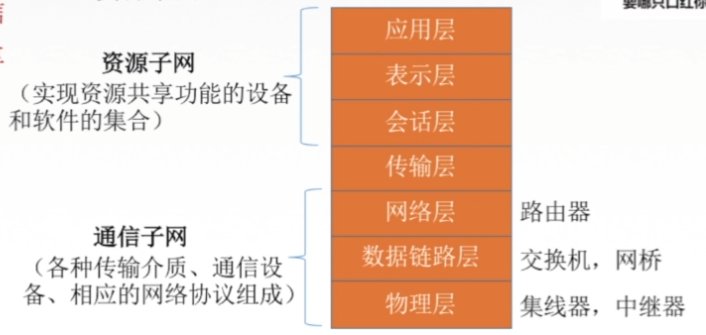 资源子网
（实现资源共享功能的设备
和软件的集合）
应用层
表示层
会话层
传输层
网络层
路由器
通信子网
（各种传输介质、通信设
备、相应的网络协议组成）
数据链路层
交换机，网桥
物理层
集线器，中继器